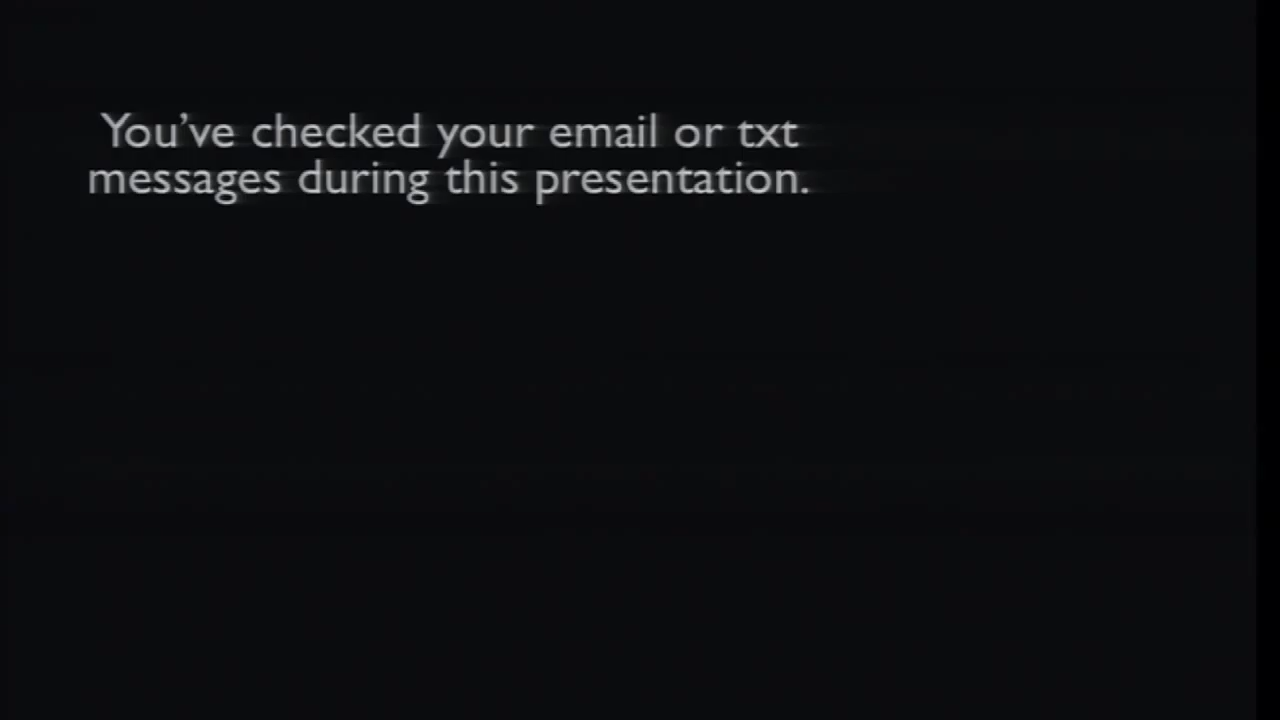 You’ve checked your email or txt
messages during this presentation.